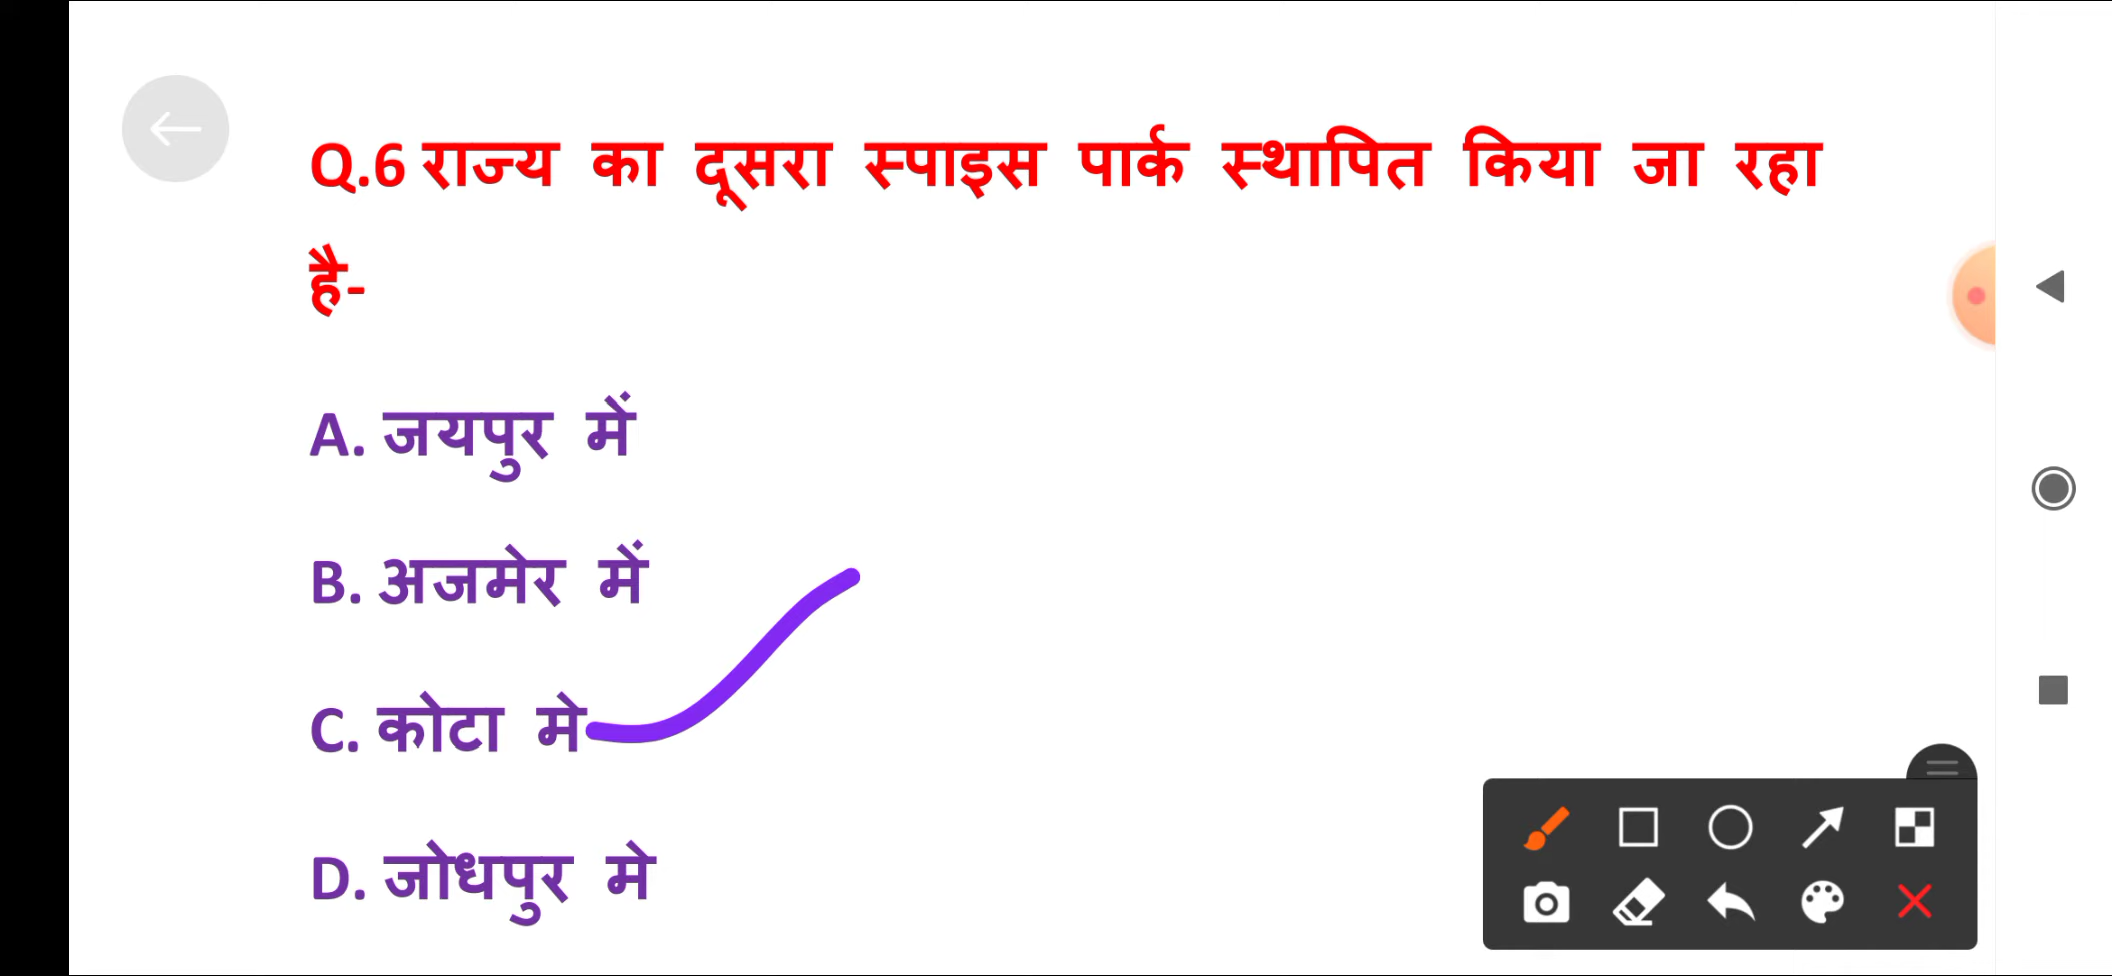 Q.6 राज्य का दूसरा स्पाइस पार्क स्थापित किया जा रहा
है-
A. जयपुर में
B. अजमेर में
C. कोटा मे
D. जोधपुर मे